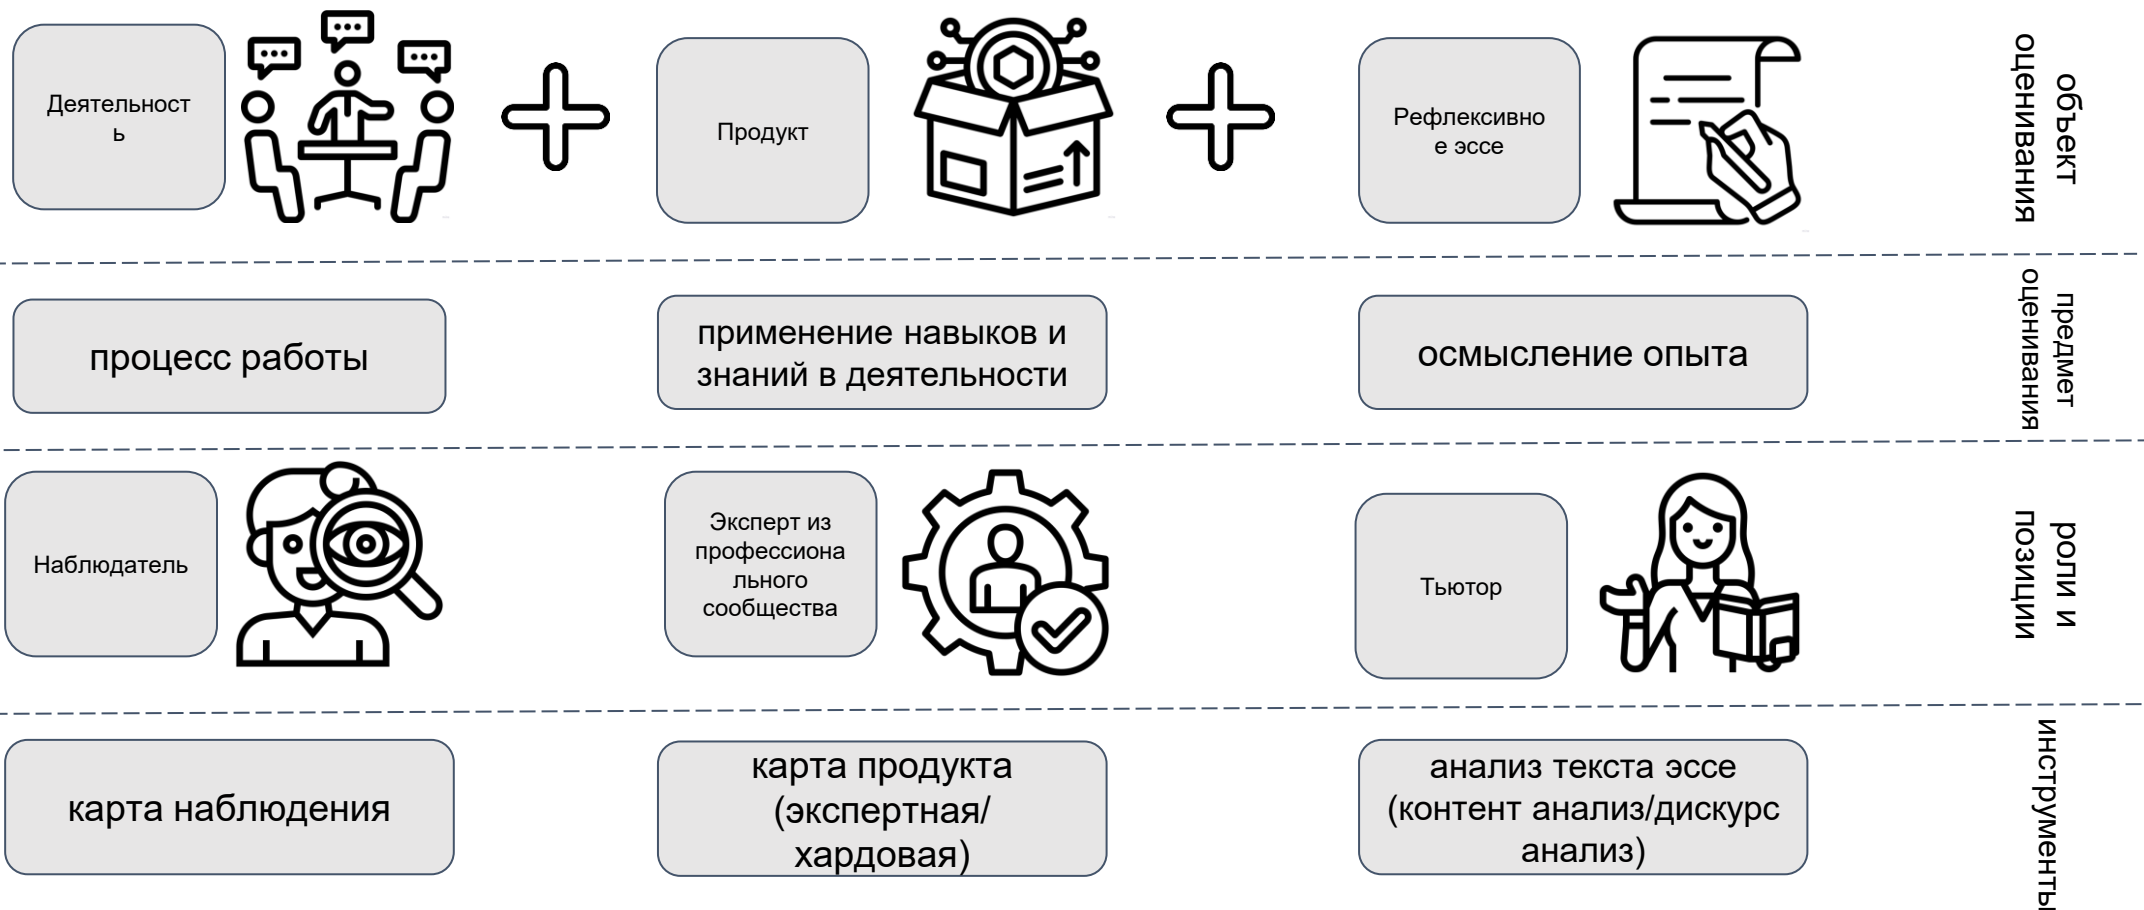 Деятельност
ь
Продукт
Рефлексивно
е эссе
объект
оценивания
процесс работы
применение навыков и
знаний в деятельности
осмысление опыта
предмет
оценивания
Наблюдатель
Эксперт из
профессиона
льного
сообщества
Тьютор
роли и
позиции
карта наблюдения
карта продукта
(экспертная/
хардовая)
анализ текста эссе
(контент анализ/дискурс
анализ)
инструменты